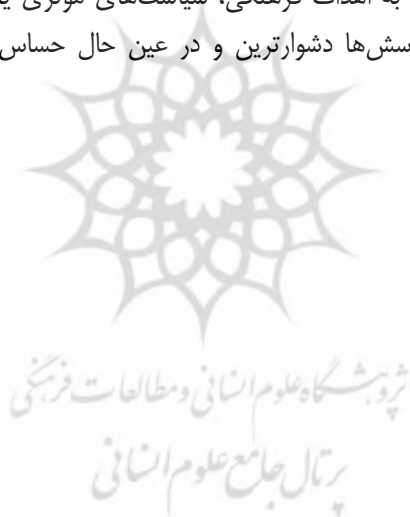 به اهداف فرهنگی، سیاست‌های موثری
سش‌ها دشوارترین و در عین حال حساس
پژوهشگاه علوم انسانی و مطالعات فرهنگی
پرتال جامع علوم انسانی